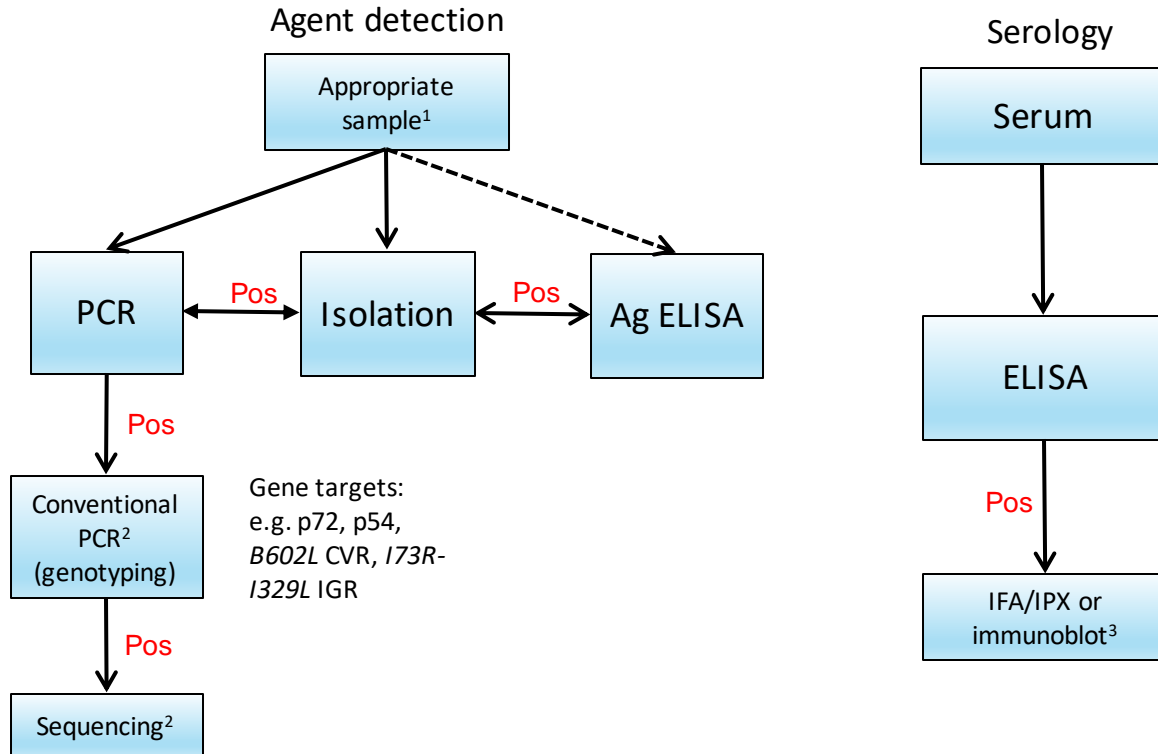 Agent detection
Appropriate
sample¹
PCR
Pos
Isolation
Pos
Ag ELISA
Pos
Conventional
PCR²
(genotyping)
Gene targets:
e.g. p72, p54,
B602L CVR, I73R-
I329L IGR
Pos
Sequencing²
Serology
Serum
ELISA
Pos
IFA/IPX or
immunoblot³